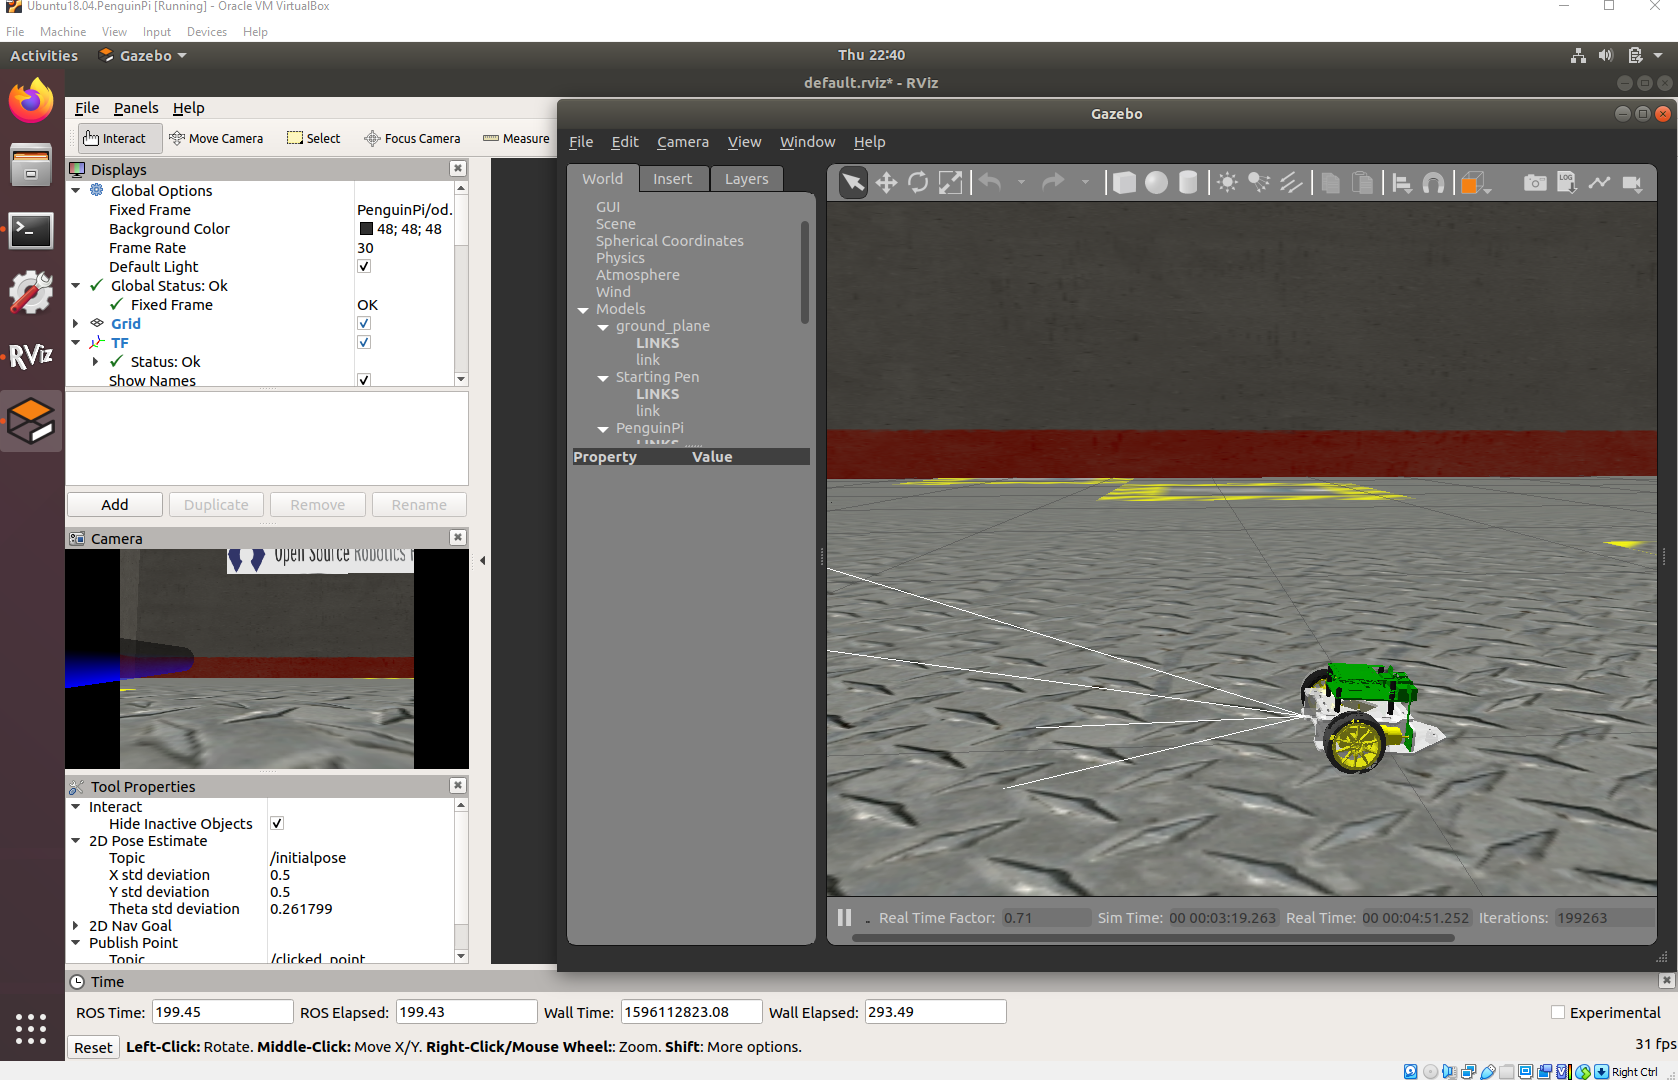 Ubuntu18.04.PenguinPi [Running] - Oracle VM VirtualBox
File Machine View Input Devices Help
Activities Gazebo Thu 22:40
default.rviz* - RViz
File Panels Help
Interact Move Camera Select Focus Camera Measure
Displays
Global Options
Fixed Frame PenguinPi/od.
Background Color 48; 48; 48
Frame Rate 30
Default Light
Global Status: Ok
Fixed Frame OK
Grid
TF
Status: Ok
Show Names
Add Duplicate Remove Rename
Camera
Open Source Robotics
Tool Properties
Interact
Hide Inactive Objects
2D Pose Estimate
Topic /initialpose
X std deviation 0.5
Y std deviation 0.5
Theta std deviation 0.261799
2D Nav Goal
Publish Point
Topic /clicked_point
RViz
Gazebo
File Edit Camera View Window Help
World Insert Layers
GUI
Scene
Spherical Coordinates
Physics
Atmosphere
Wind
Models
ground_plane
LINKS
link
Starting Pen
LINKS
link
PenguinPi
LINKS
Property Value
LOG
Real Time Factor: 0.71 Sim Time: 00 00:03:19.263 Real Time: 00 00:04:51.252 Iterations: 199263
Time
ROS Time: 199.45 ROS Elapsed: 199.43 Wall Time: 1596112823.08 Wall Elapsed: 293.49 Experimental
Reset Left-Click: Rotate. Middle-Click: Move X/Y. Right-Click/Mouse Wheel:: Zoom. Shift: More options. 31 fps
Right Ctrl